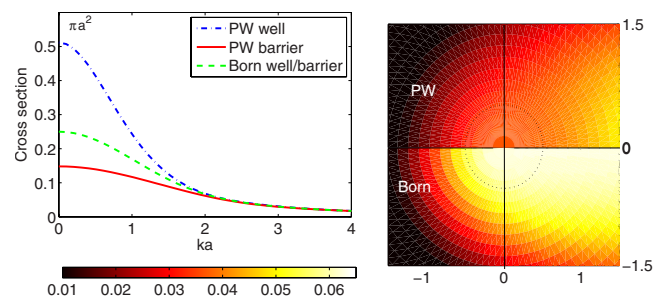 πa²
0.5
0.4
0.3
0.2
0.1
0
Cross section
PW well
PW barrier
Born well/barrier
0 1 2 3 4
ka
0.01 0.02 0.03 0.04 0.05 0.06
PW
Born
1.5
0
−1.5
−1 0 1